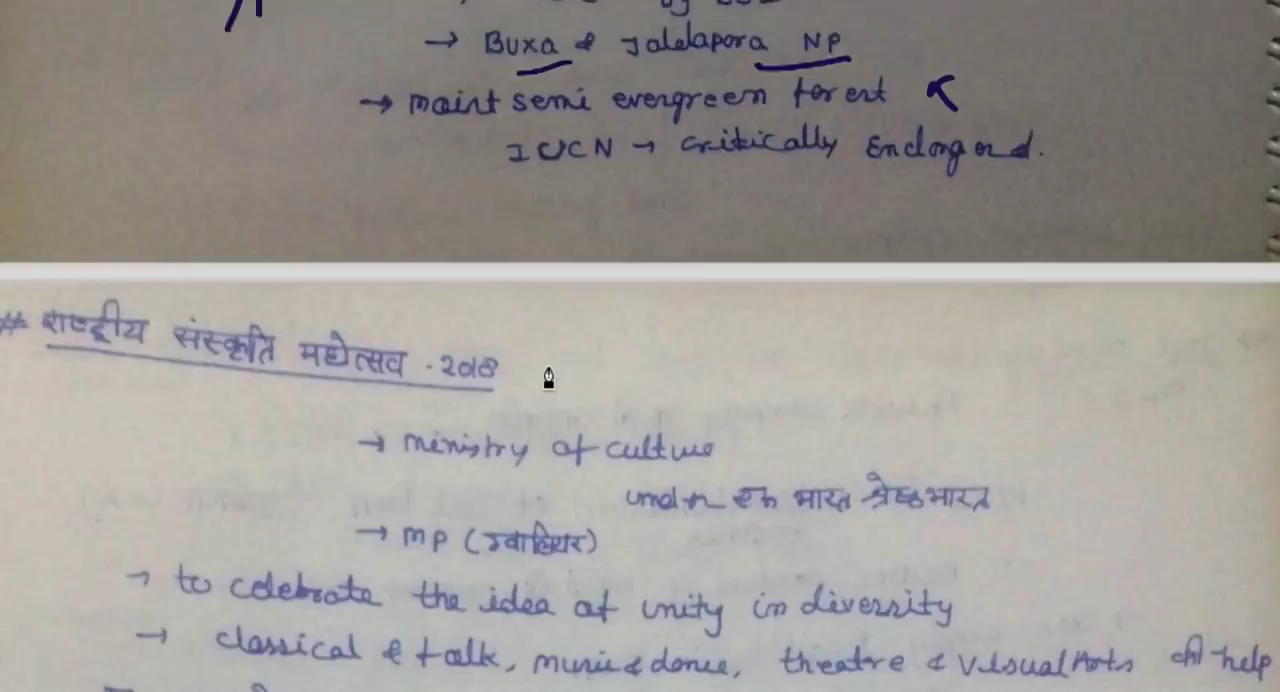 → Buxa & Jaldapara NP
→ moist semi evergreen forest
IUCN → critically Endangered.
# राष्ट्रीय संस्कृति महोत्सव - 2018
→ ministry of culture
under एक भारत श्रेष्ठ भारत
→ MP (ग्वालियर)
→ to celebrate the idea of unity in diversity
→ classical & folk, music & dance, theatre & Visual Arts की help